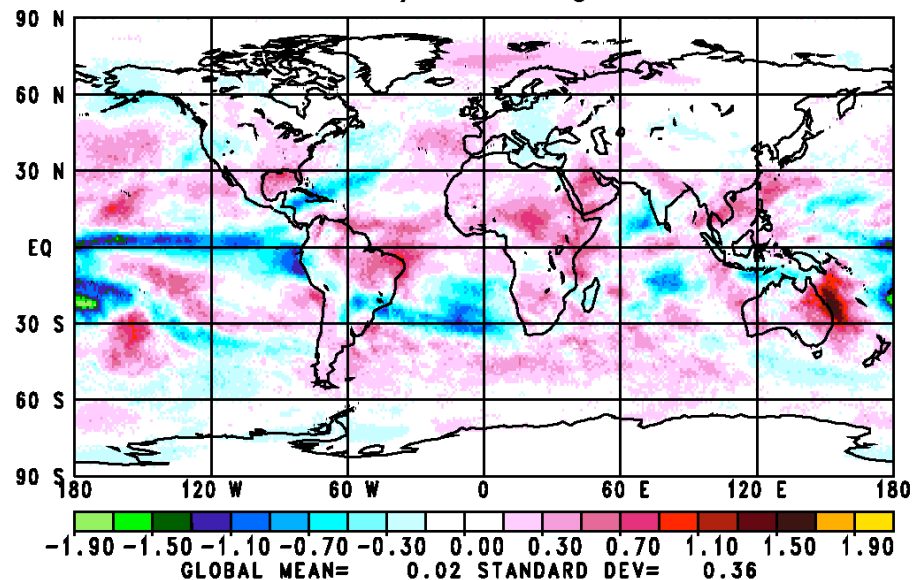 90 N
60 N
30 N
EQ
30 S
60 S
90 S
180 120 W 60 W 0 60 E 120 E 180
-1.90 -1.50 -1.10 -0.70 -0.30 0.00 0.30 0.70 1.10 1.50 1.90
GLOBAL MEAN= 0.02 STANDARD DEV= 0.36